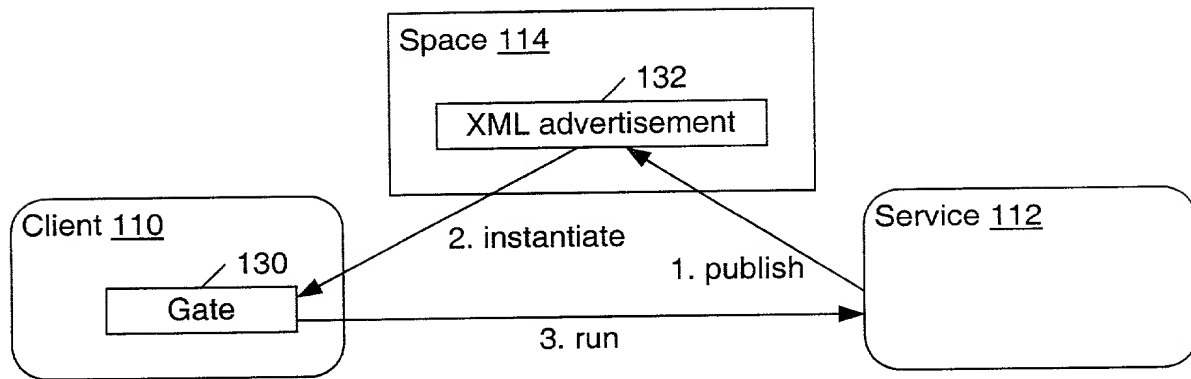 Space 114
132
XML advertisement
Client 110
2. instantiate
Service 112
130
1. publish
Gate
3. run